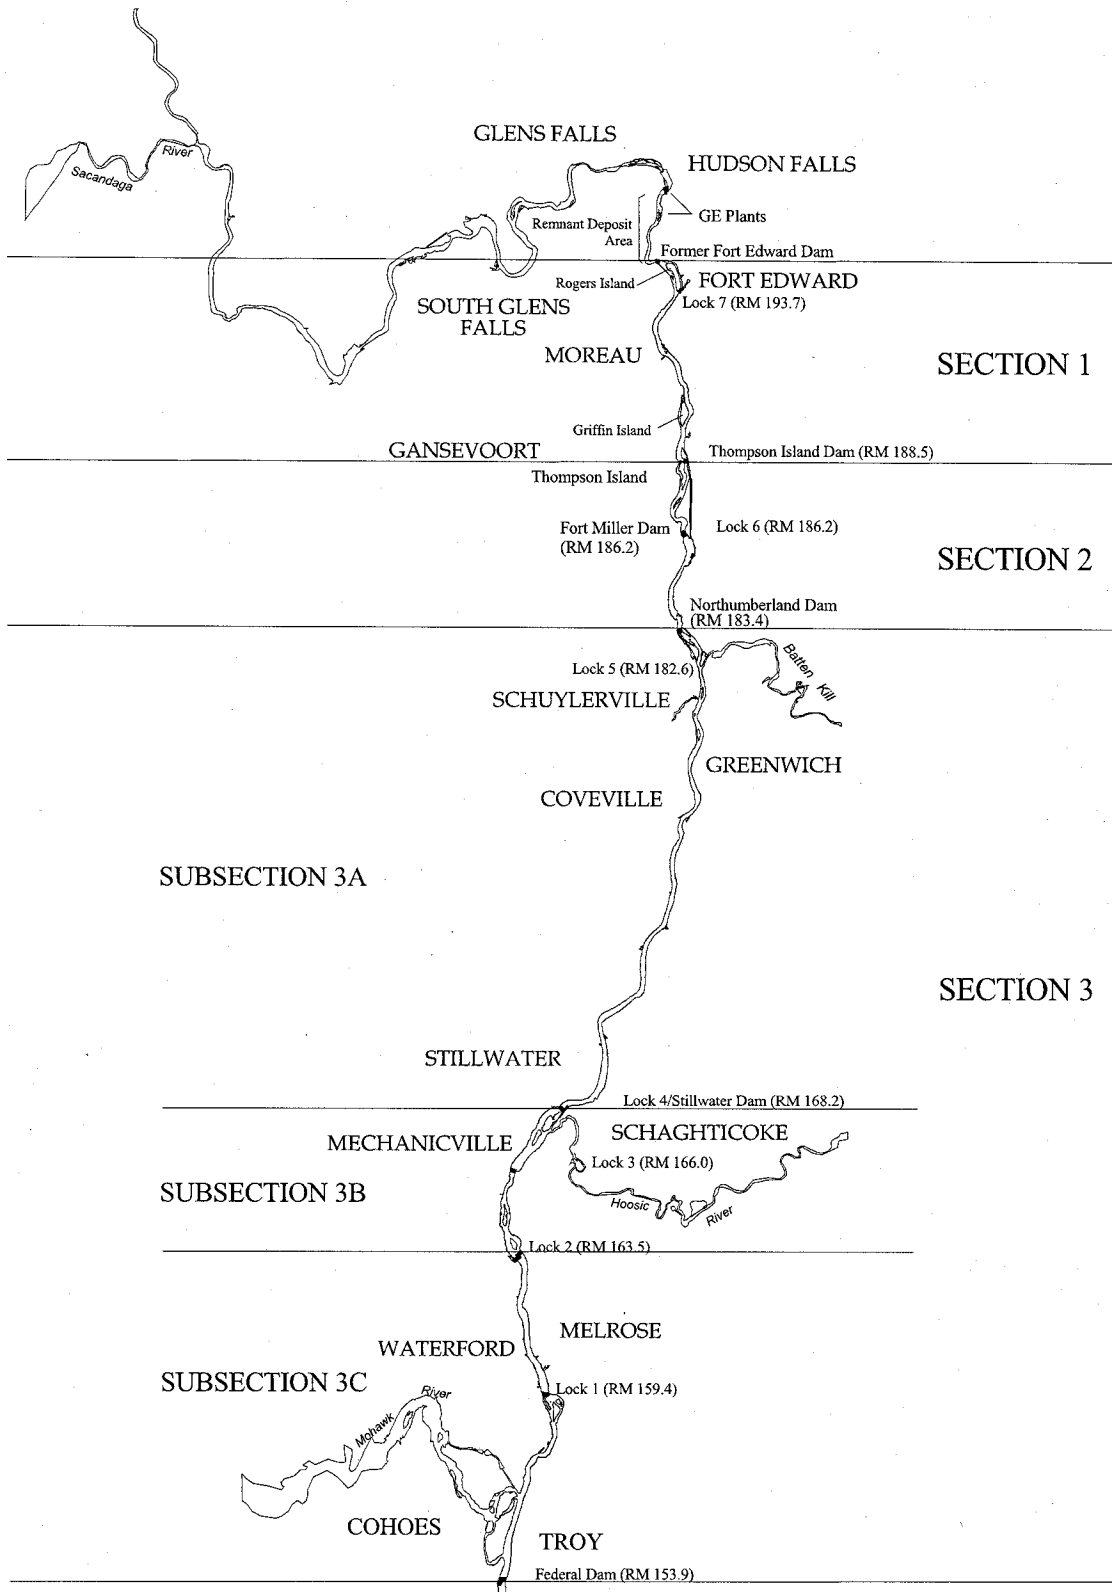 GLENS FALLS
HUDSON FALLS
River
Sacandaga
GE Plants
Remnant Deposit
Area
Former Fort Edward Dam
Rogers Island
FORT EDWARD
Lock 7 (RM 193.7)
SOUTH GLENS
FALLS
MOREAU
SECTION 1
Griffin Island
GANSEVOORT
Thompson Island Dam (RM 188.5)
Thompson Island
Fort Miller Dam
(RM 186.2)
Lock 6 (RM 186.2)
SECTION 2
Northumberland Dam
(RM 183.4)
Lock 5 (RM 182.6)
Batten Kill
SCHUYLERVILLE
GREENWICH
COVEVILLE
SUBSECTION 3A
SECTION 3
STILLWATER
Lock 4/Stillwater Dam (RM 168.2)
MECHANICVILLE
SCHAGHTICOKE
Lock 3 (RM 166.0)
SUBSECTION 3B
Hoosic River
Lock 2 (RM 163.5)
MELROSE
WATERFORD
SUBSECTION 3C
Lock 1 (RM 159.4)
Mohawk River
COHOES
TROY
Federal Dam (RM 153.9)